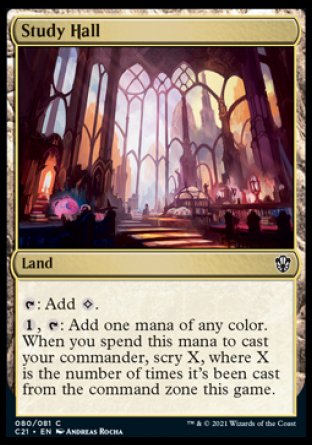 Study Hall
Land
: Add .
1, : Add one mana of any color.
When you spend this mana to cast
your commander, scry X, where X
is the number of times it's been cast
from the command zone this game.
080/081 C
C21 • EN Andreas Rocha
™ & © 2021 Wizards of the Coast